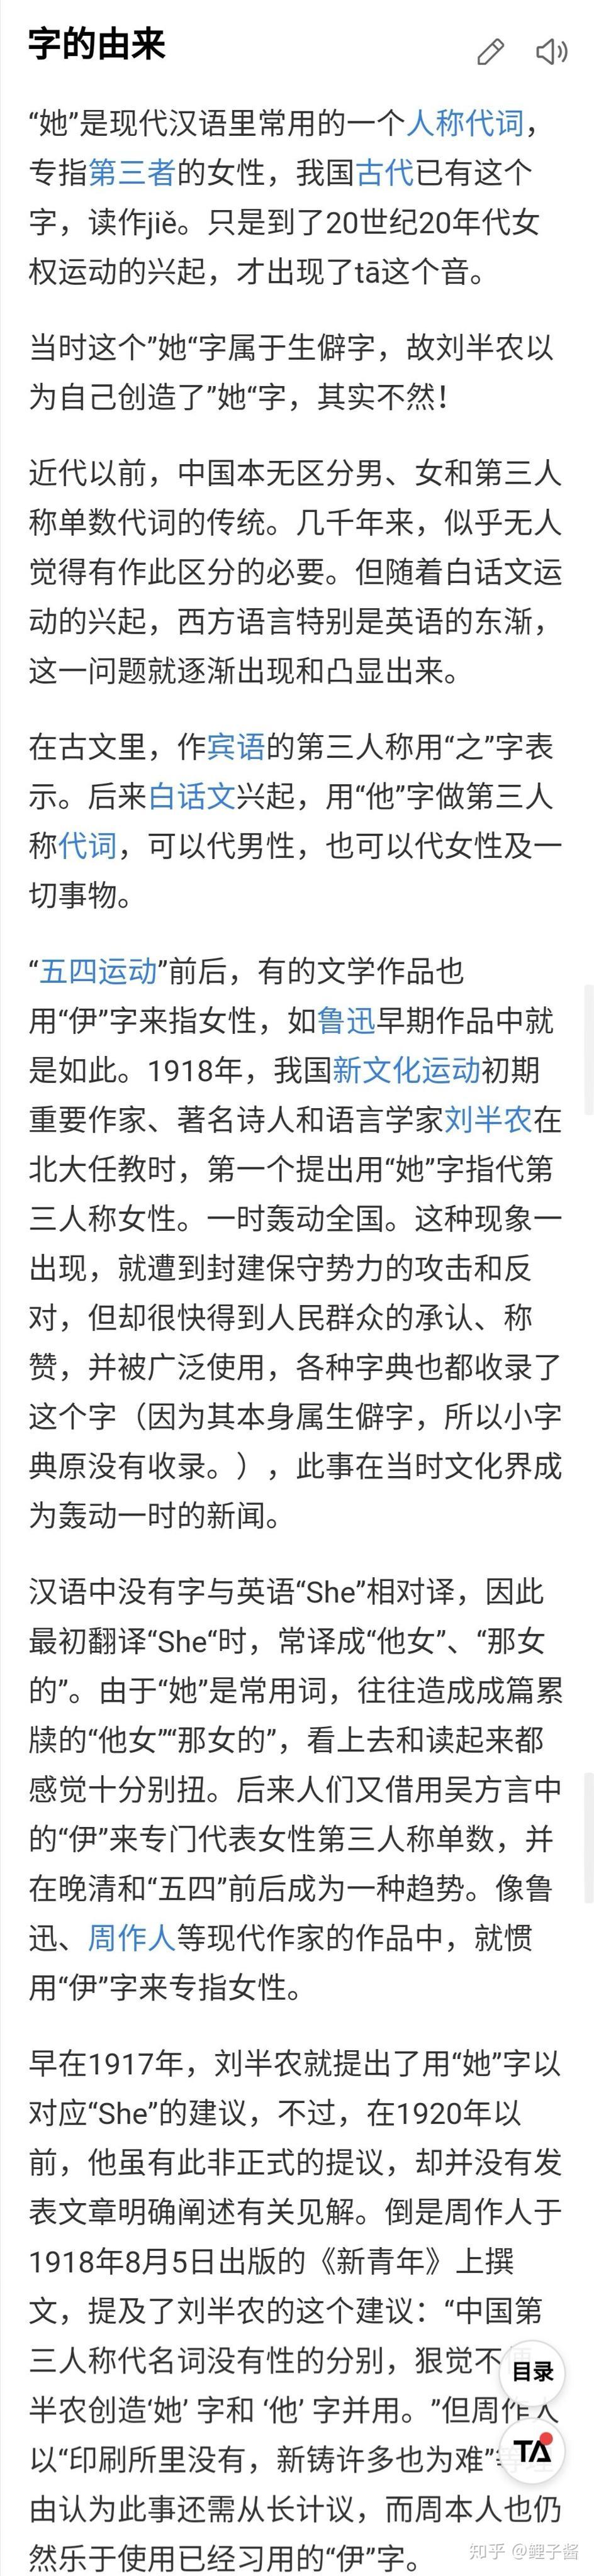 字的由来
“她”是现代汉语里常用的一个人称代词，
专指第三者的女性，我国古代已有这个
字，读作jiě。只是到了20世纪20年代女
权运动的兴起，才出现了tā这个音。
当时这个”她“字属于生僻字，故刘半农以
为自己创造了”她“字，其实不然！
近代以前，中国本无区分男、女和第三人
称单数代词的传统。几千年来，似乎无人
觉得有作此区分的必要。但随着白话文运
动的兴起，西方语言特别是英语的东渐，
这一问题就逐渐出现和凸显出来。
在古文里，作宾语的第三人称用“之”字表
示。后来白话文兴起，用“他”字做第三人
称代词，可以代男性，也可以代女性及一
切事物。
“五四运动”前后，有的文学作品也
用“伊”字来指女性，如鲁迅早期作品中就
是如此。1918年，我国新文化运动初期
重要作家、著名诗人和语言学家刘半农在
北大任教时，第一个提出用“她”字指代第
三人称女性。一时轰动全国。这种现象一
出现，就遭到封建保守势力的攻击和反
对，但却很快得到人民群众的承认、称
赞，并被广泛使用，各种字典也都收录了
这个字（因为其本身属生僻字，所以小字
典原没有收录。），此事在当时文化界成
为轰动一时的新闻。
汉语中没有字与英语“She”相对译，因此
最初翻译“She“时，常译成“他女”、“那女
的”。由于“她”是常用词，往往造成成篇累
牍的“他女”“那女的”，看上去和读起来都
感觉十分别扭。后来人们又借用吴方言中
的“伊”来专门代表女性第三人称单数，并
在晚清和“五四”前后成为一种趋势。像鲁
迅、周作人等现代作家的作品中，就惯
用“伊”字来专指女性。
早在1917年，刘半农就提出了用“她”字以
对应“She”的建议，不过，在1920年以
前，他虽有此非正式的提议，却并没有发
表文章明确阐述有关见解。倒是周作人于
1918年8月5日出版的《新青年》上撰
文，提及了刘半农的这个建议：“中国第
三人称代名词没有性的分别，狠觉不
目录
半农创造‘她’ 字和 ‘他’ 字并用。”但周作人
以“印刷所里没有，新铸许多也为难”
TA
由认为此事还需从长计议，而周本人也仍
然乐于使用已经习用的“伊”字。
知乎 @鲤子酱